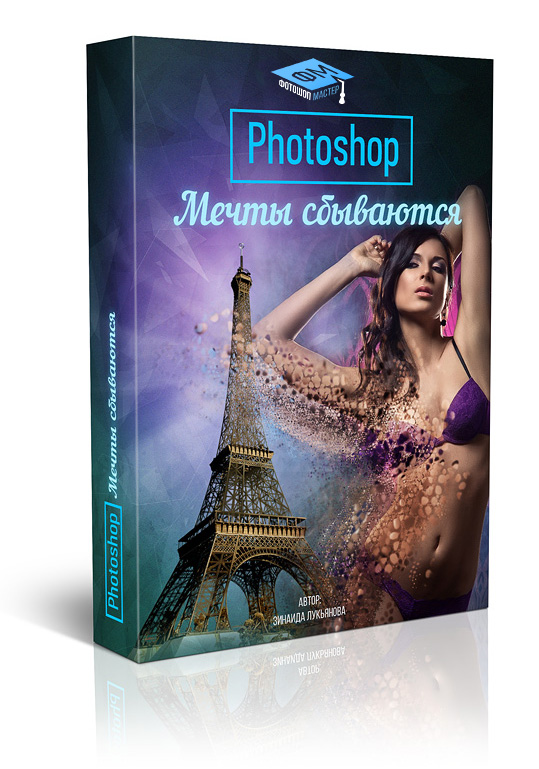 ФМ
ФОТОШОП МАСТЕР
Photoshop
Мечты сбываются
АВТОР:
ЗИНАИДА ЛУКЬЯНОВА
Photoshop Мечты сбываются